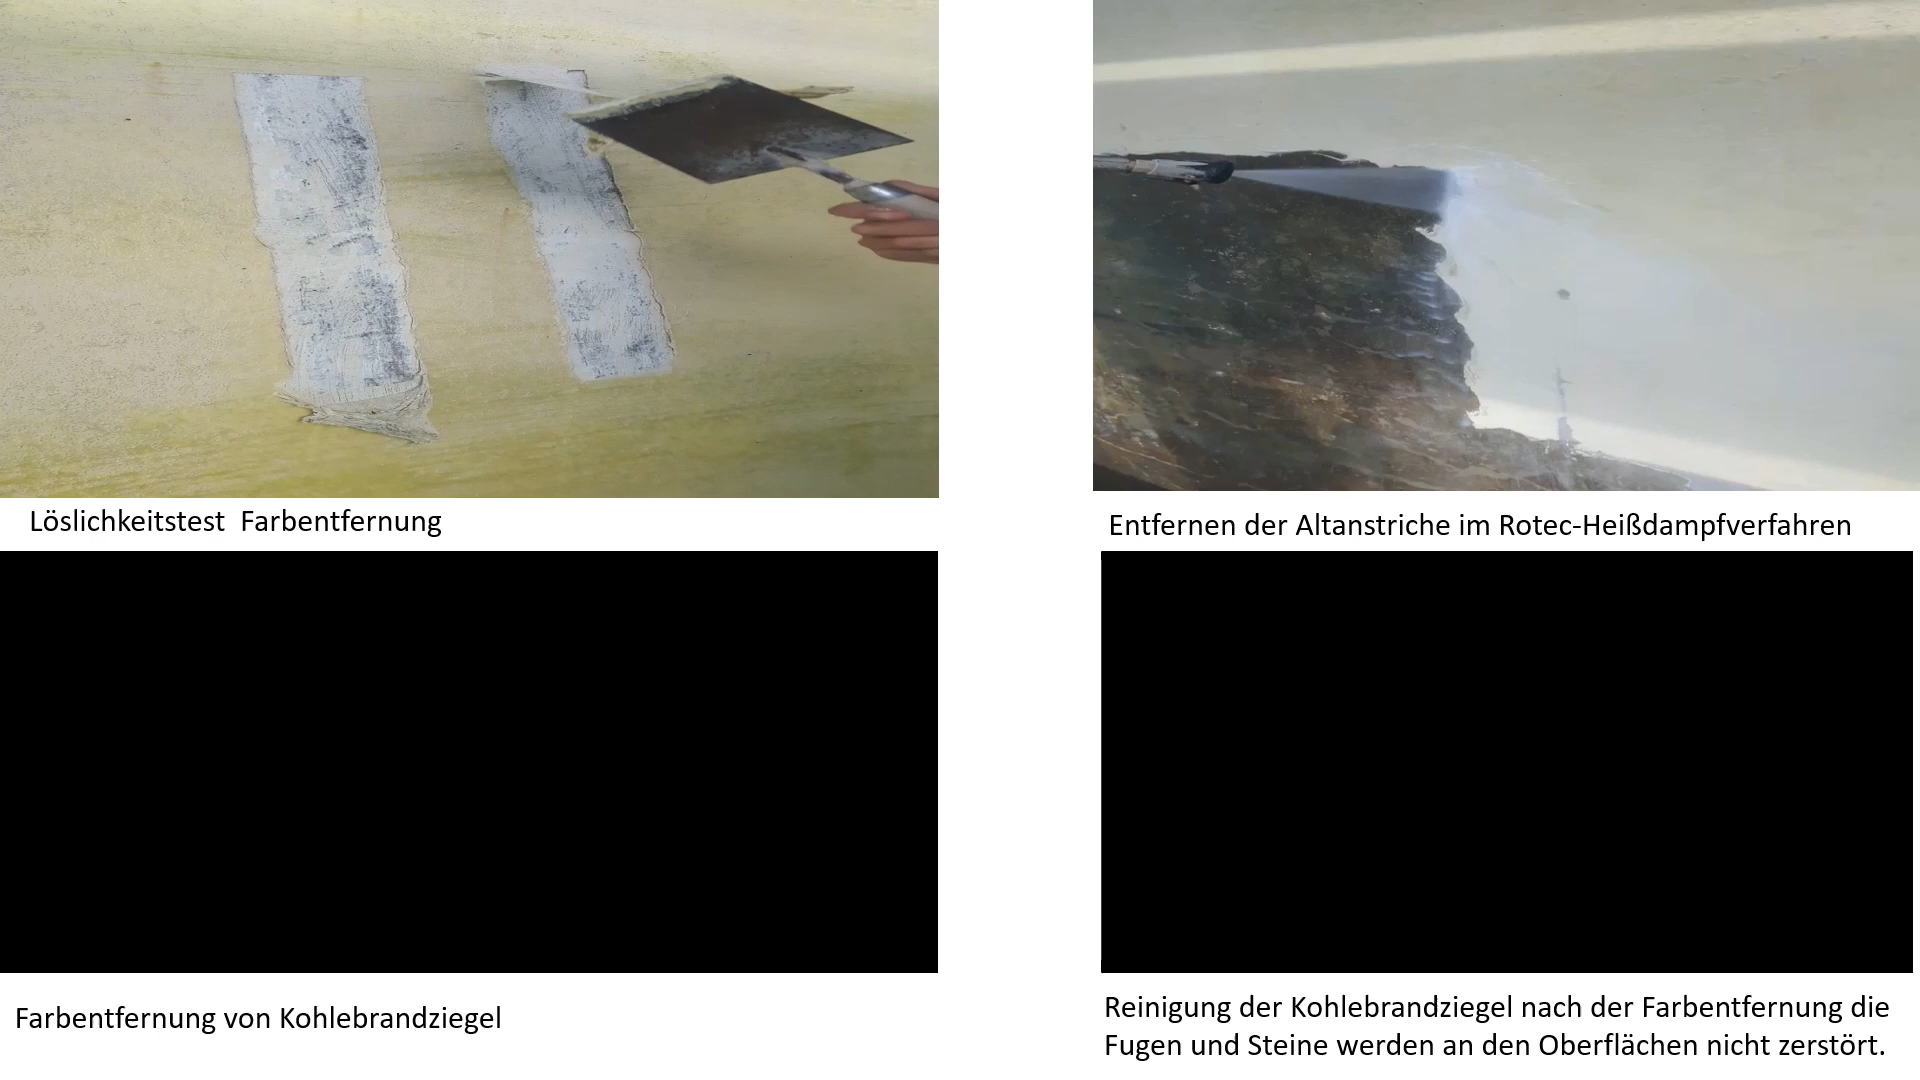 Löslichkeitstest  Farbentfernung
Entfernen der Altanstriche im Rotec-Heißdampfverfahren
Farbentfernung von Kohlebrandziegel
Reinigung der Kohlebrandziegel nach der Farbentfernung die
Fugen und Steine werden an den Oberflächen nicht zerstört.